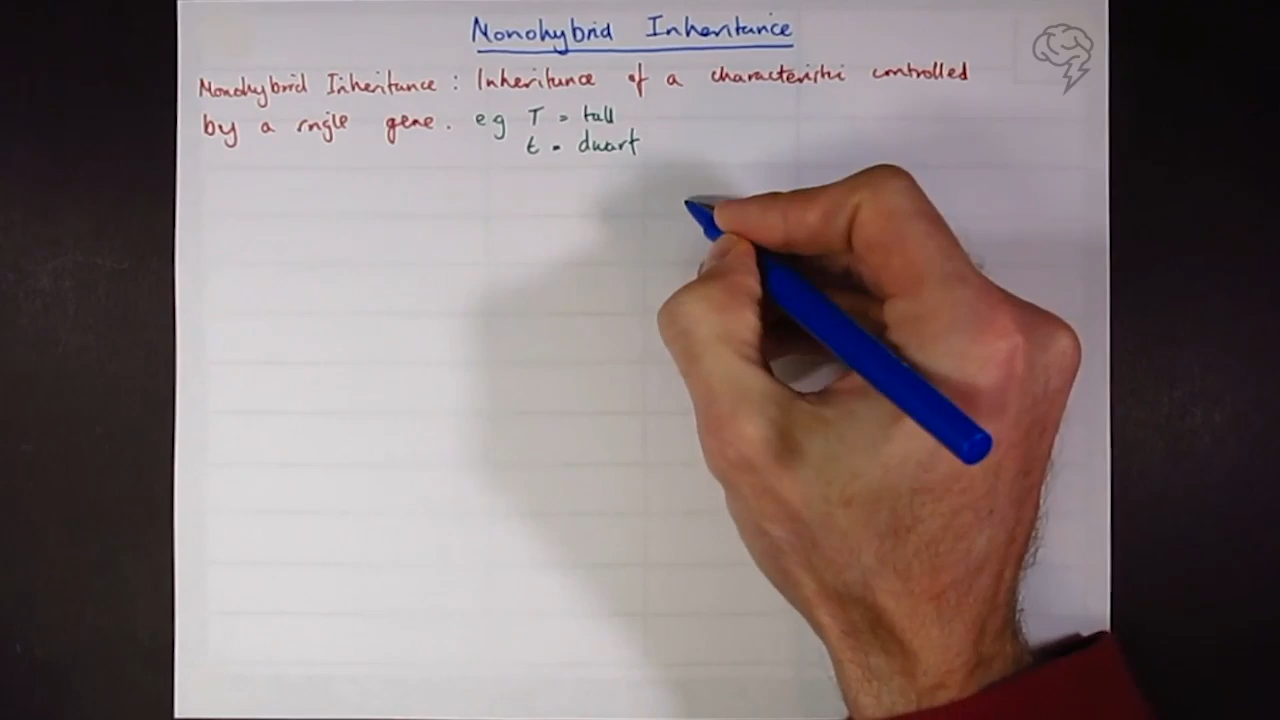 Monohybrid Inheritance
Monohybrid Inheritance : Inheritance of a characteristic controlled
by a single gene. eg T = tall
t = dwarf